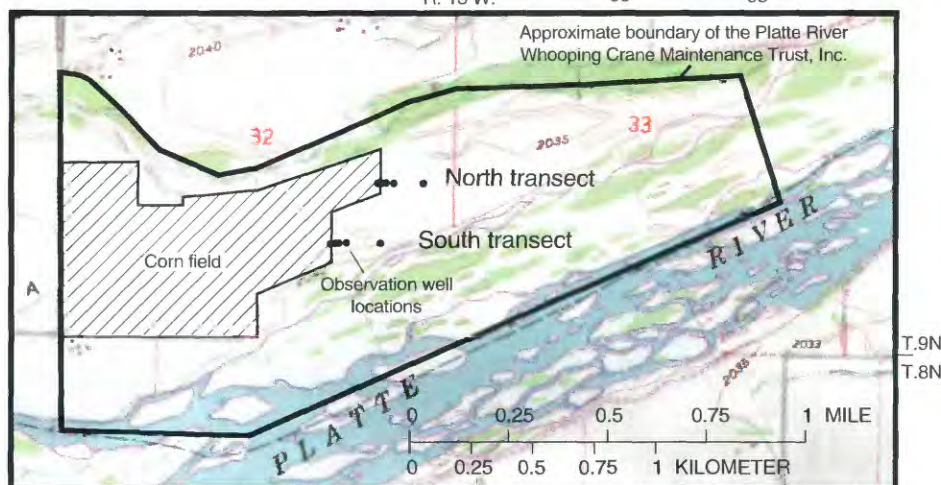 2040
Approximate boundary of the Platte River
Whooping Crane Maintenance Trust, Inc.
32
2035
33
North transect
South transect
Corn field
Observation well
locations
A
PLATTE RIVER
2033
2035
T.9N
T.8N
0 0.25 0.5 0.75 1 MILE
0 0.25 0.5 0.75 1 KILOMETER